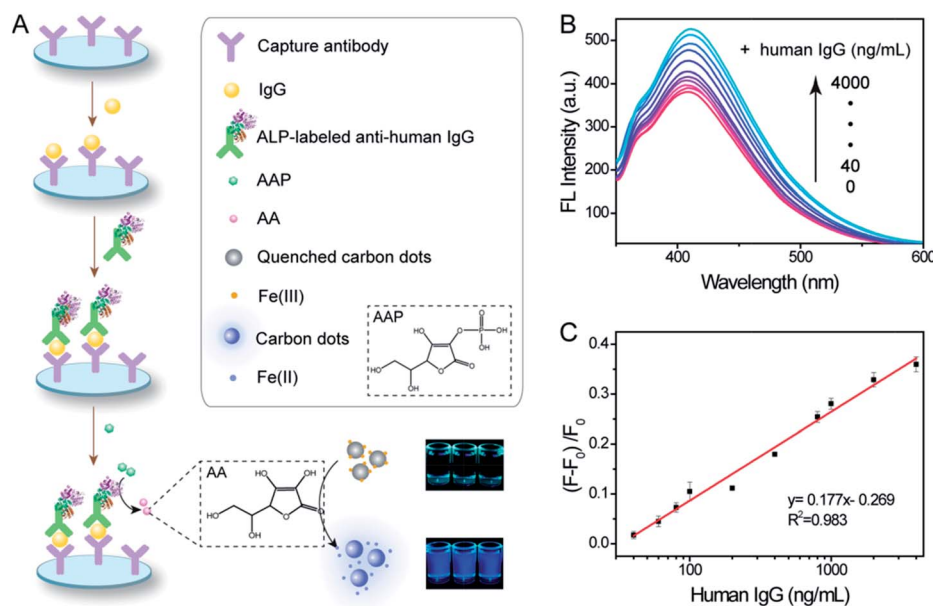 A
Capture antibody
IgG
ALP-labeled anti-human IgG
AAP
AA
Quenched carbon dots
Fe(III)
Carbon dots
Fe(II)
AAP
HO
O
O
P
OH
OH
HO
O
O
OH
AA
HO
OH
HO
O
O
OH
B
+ human IgG (ng/mL)
4000
40
0
500
400
300
200
100
FL Intensity (a.u.)
400
500
600
Wavelength (nm)
C
0.4
0.3
0.2
0.1
0.0
(F-F₀)/F₀
y= 0.177x- 0.269
R²=0.983
100
1000
Human IgG (ng/mL)